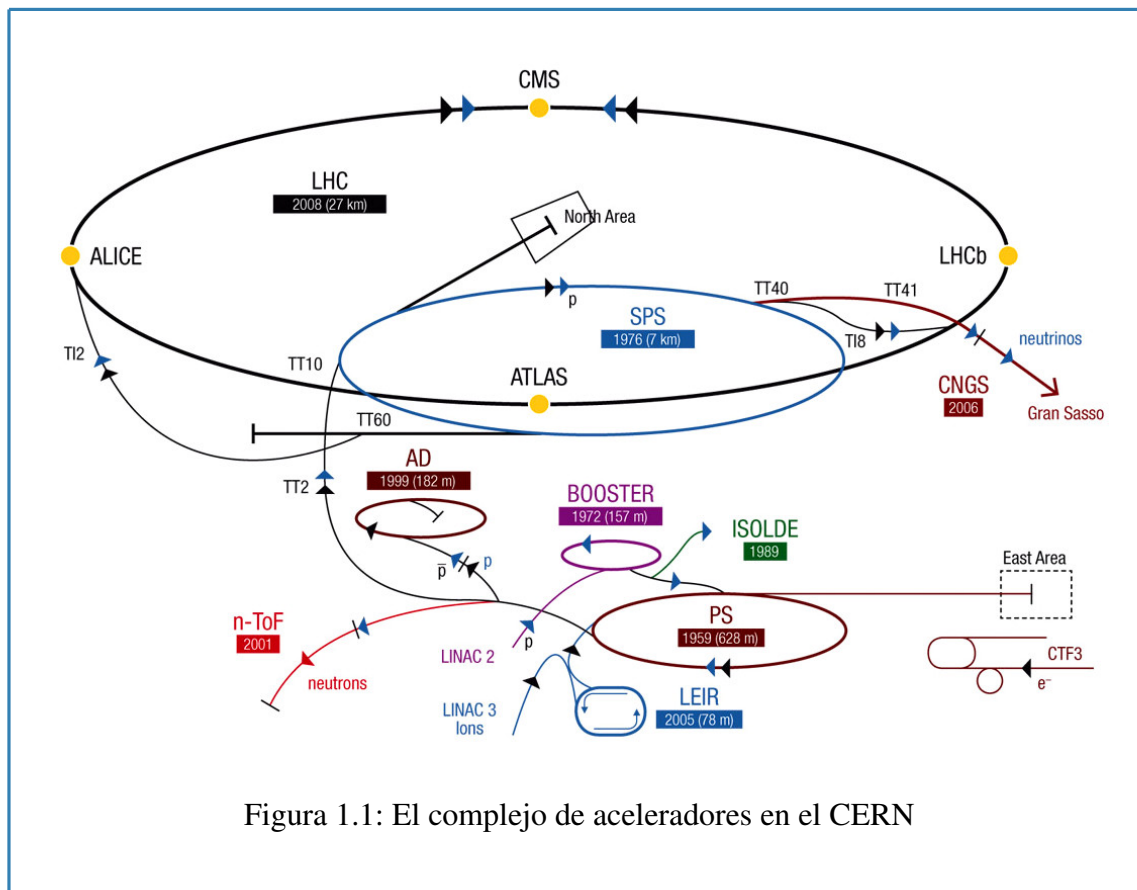 CMS
LHC
2008 (27 km)
North Area
ALICE
LHCb
TT40
TT41
p
SPS
1976 (7 km)
TI8
neutrinos
TI2
TT10
ATLAS
CNGS
2006
Gran Sasso
TT60
AD
1999 (182 m)
TT2
BOOSTER
1972 (157 m)
ISOLDE
1989
p̅
p
East Area
n-ToF
2001
PS
1959 (628 m)
LINAC 2
p
CTF3
neutrons
e⁻
LINAC 3
Ions
LEIR
2005 (78 m)
Figura 1.1: El complejo de aceleradores en el CERN